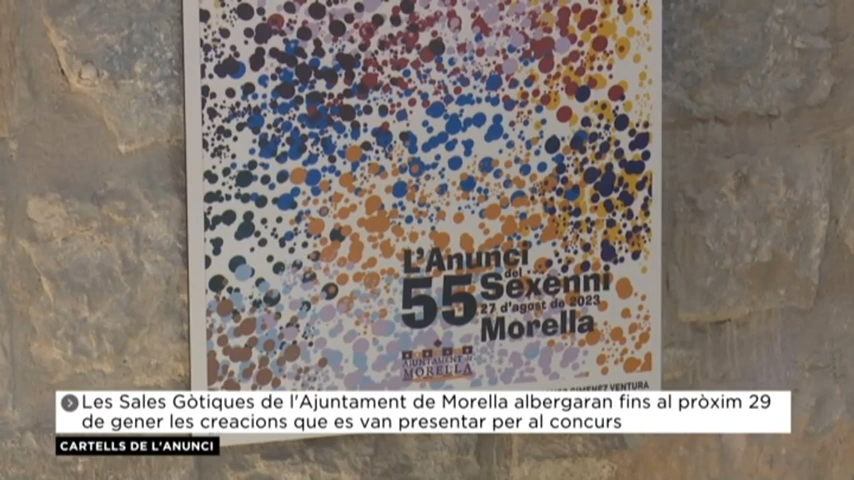 L'Anunci
del
55 Sexenni
27 d'agost de 2023
Morella
AJUNTAMENT DE
MORELLA
GIMENEZ VENTURA
Les Sales Gòtiques de l'Ajuntament de Morella albergaran fins al pròxim 29
de gener les creacions que es van presentar per al concurs
CARTELLS DE L'ANUNCI